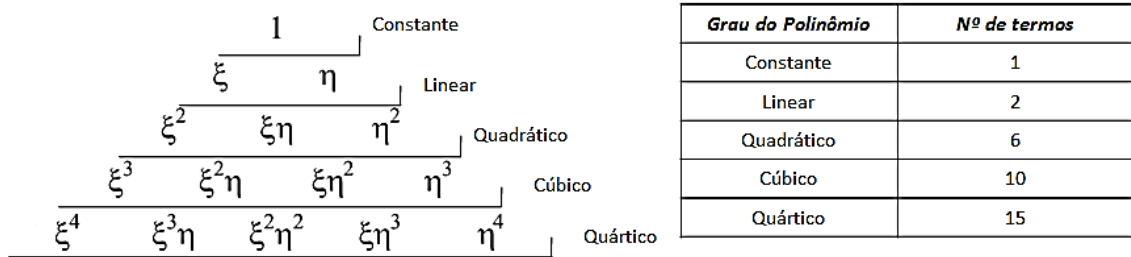 1 Constante
ξ η Linear
ξ² ξη η² Quadrático
ξ³ ξ²η ξη² η³ Cúbico
ξ⁴ ξ³η ξ²η² ξη³ η⁴ Quártico
Grau do Polinômio Nº de termos
Constante 1
Linear 2
Quadrático 6
Cúbico 10
Quártico 15